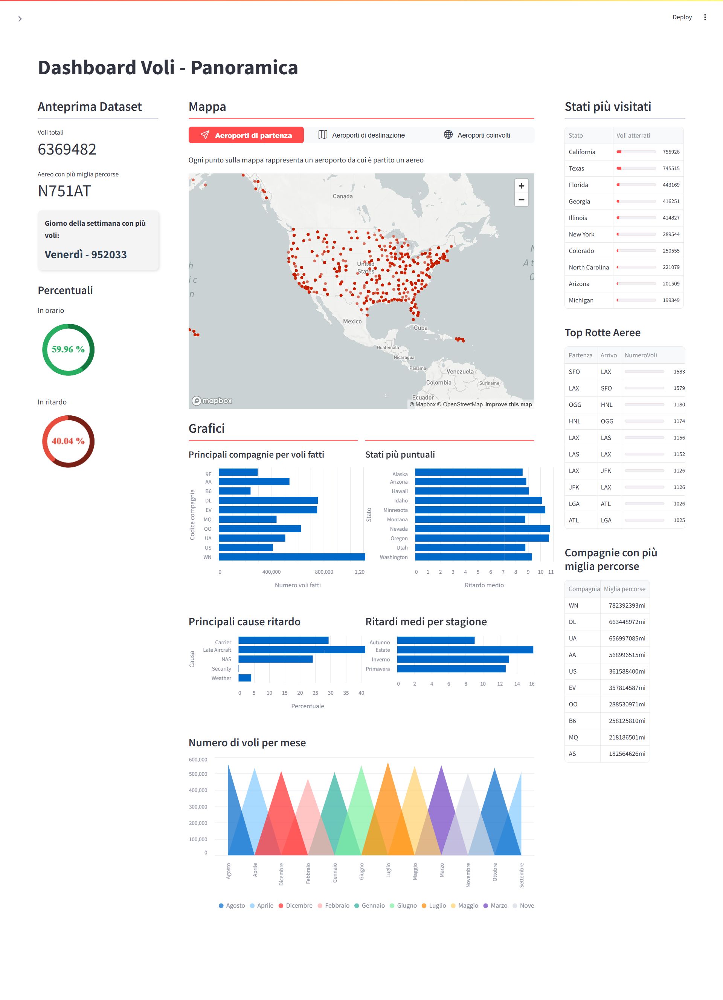 Deploy
Dashboard Voli - Panoramica
Anteprima Dataset
Voli totali
6369482
Aereo con più miglia percorse
N751AT
Giorno della settimana con più
voli:
Venerdì - 952033
Percentuali
In orario
59.96 %
In ritardo
40.04 %
Mappa
Aeroporti di partenza
Aeroporti di destinazione
Aeroporti coinvolti
Ogni punto sulla mappa rappresenta un aeroporto da cui è partito un aereo
Canada
United
States
Mexico
Cuba
Guatemala
Nicaragua
Panama
Venezuela
Colombia
Suriname
Ecuador
h
i c
n
N
A t
O
+
−
mapbox
© Mapbox © OpenStreetMap Improve this map
Grafici
Principali compagnie per voli fatti
Codice compagnia
9E
AA
B6
DL
EV
MQ
OO
UA
US
WN
0 400,000 800,000 1,20
Numero voli fatti
Stati più puntuali
Stato
Alaska
Arizona
Hawaii
Idaho
Minnesota
Montana
Nevada
Oregon
Utah
Washington
0 1 2 3 4 5 6 7 8 9 10 11
Ritardo medio
Principali cause ritardo
Causa
Carrier
Late Aircraft
NAS
Security
Weather
0 5 10 15 20 25 30 35 40
Percentuale
Ritardi medi per stagione
Autunno
Estate
Inverno
Primavera
0 2 4 6 8 10 12 14 16
Numero di voli per mese
600,000
500,000
400,000
300,000
200,000
100,000
0
Agosto
Aprile
Dicembre
Febbraio
Gennaio
Giugno
Luglio
Maggio
Marzo
Novembre
Ottobre
Settembre
Agosto Aprile Dicembre Febbraio Gennaio Giugno Luglio Maggio Marzo Nove
Stati più visitati
Stato Voli atterrati
California 755926
Texas 745515
Florida 443169
Georgia 416251
Illinois 414827
New York 289544
Colorado 250555
North Carolina 221079
Arizona 201509
Michigan 199349
Top Rotte Aeree
Partenza Arrivo NumeroVoli
SFO LAX 1583
LAX SFO 1579
OGG HNL 1180
HNL OGG 1174
LAX LAS 1156
LAS LAX 1152
LAX JFK 1126
JFK LAX 1126
LGA ATL 1026
ATL LGA 1025
Compagnie con più
miglia percorse
Compagnia Miglia percorse
WN 782392393mi
DL 663448972mi
UA 656997085mi
AA 568996515mi
US 361588400mi
EV 357814587mi
OO 288530971mi
B6 258125810mi
MQ 218186501mi
AS 182564626mi